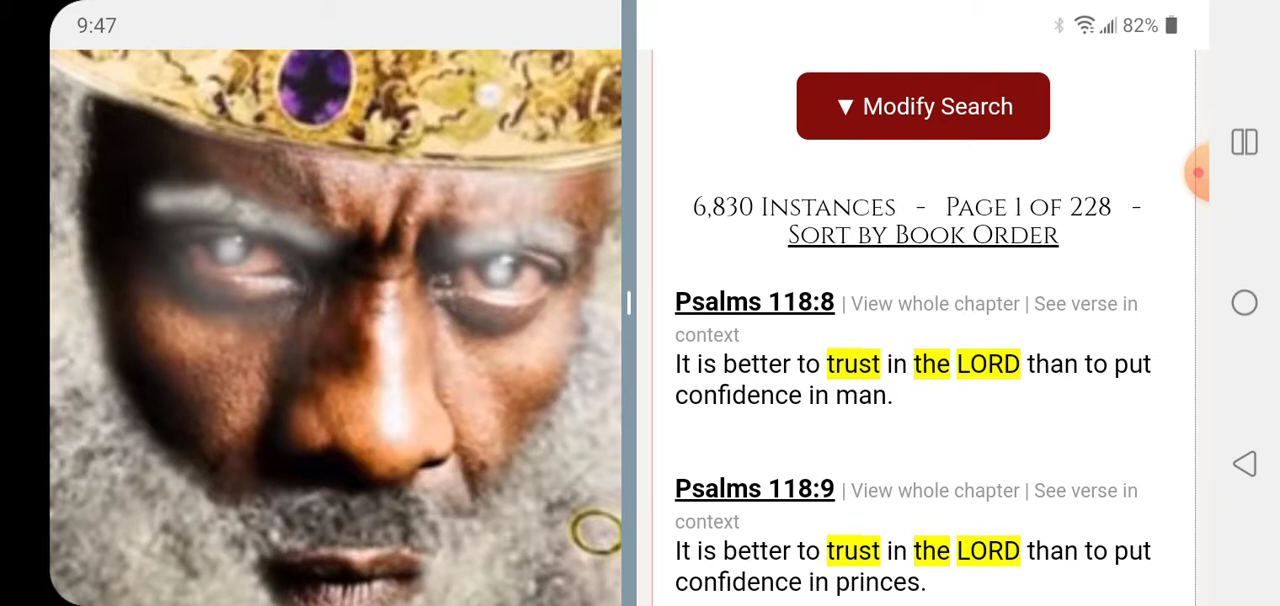 9:47
82%
▼ Modify Search
6,830 Instances - Page 1 of 228 -
Sort by Book Order
Psalms 118:8 | View whole chapter | See verse in
context
It is better to trust in the LORD than to put
confidence in man.
Psalms 118:9 | View whole chapter | See verse in
context
It is better to trust in the LORD than to put
confidence in princes.